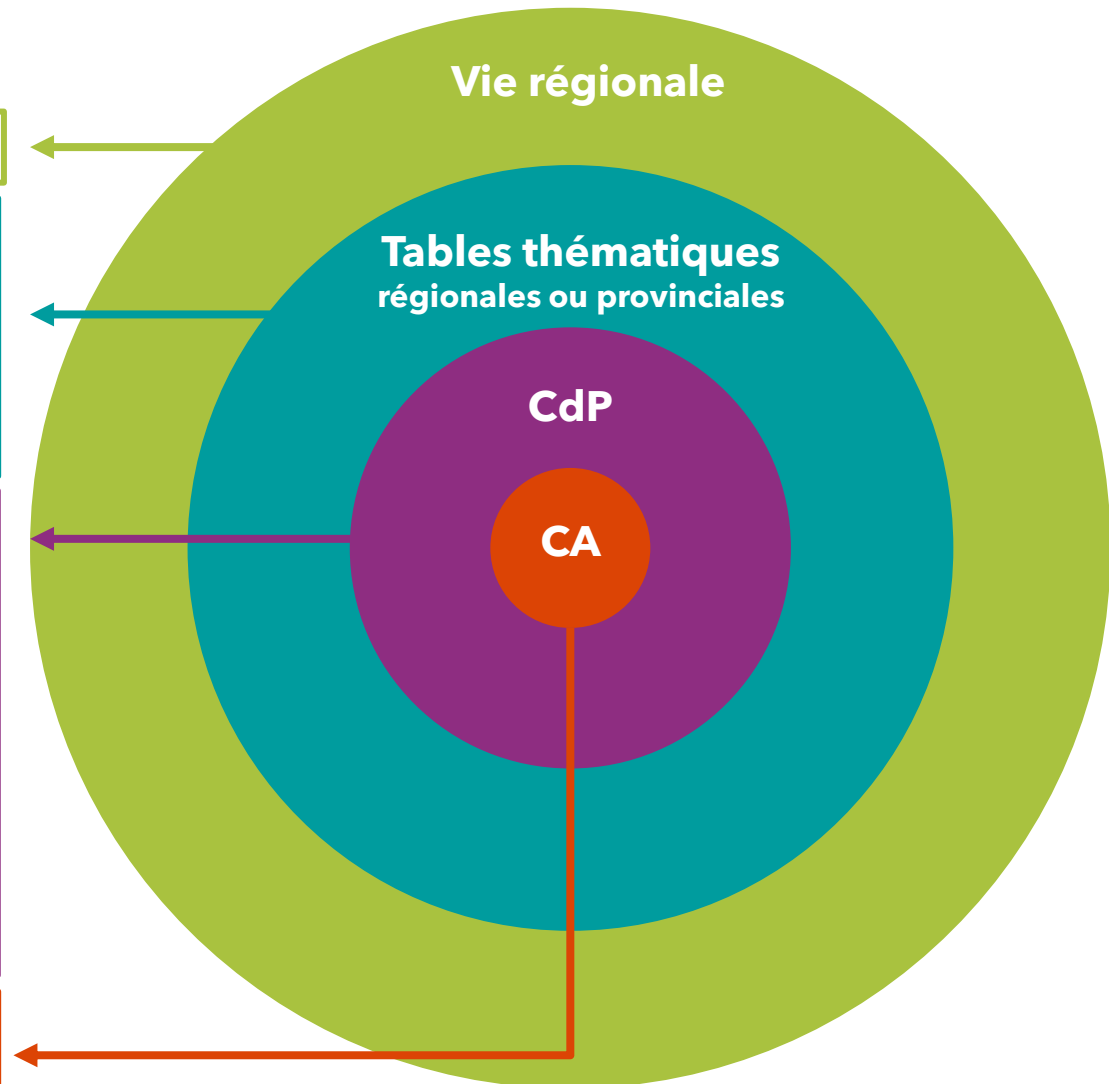 Vie régionale
Tables thématiques
régionales ou provinciales
CdP
CA